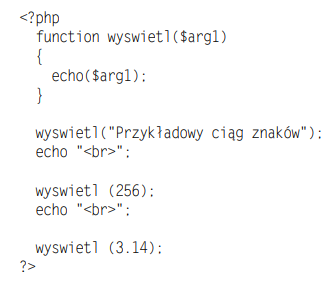 <?php
function wyswietl($arg1)
{
echo($arg1);
}
wyswietl("Przykładowy ciąg znaków");
echo "<br>";
wyswietl (256);
echo "<br>";
wyswietl (3.14);
?>